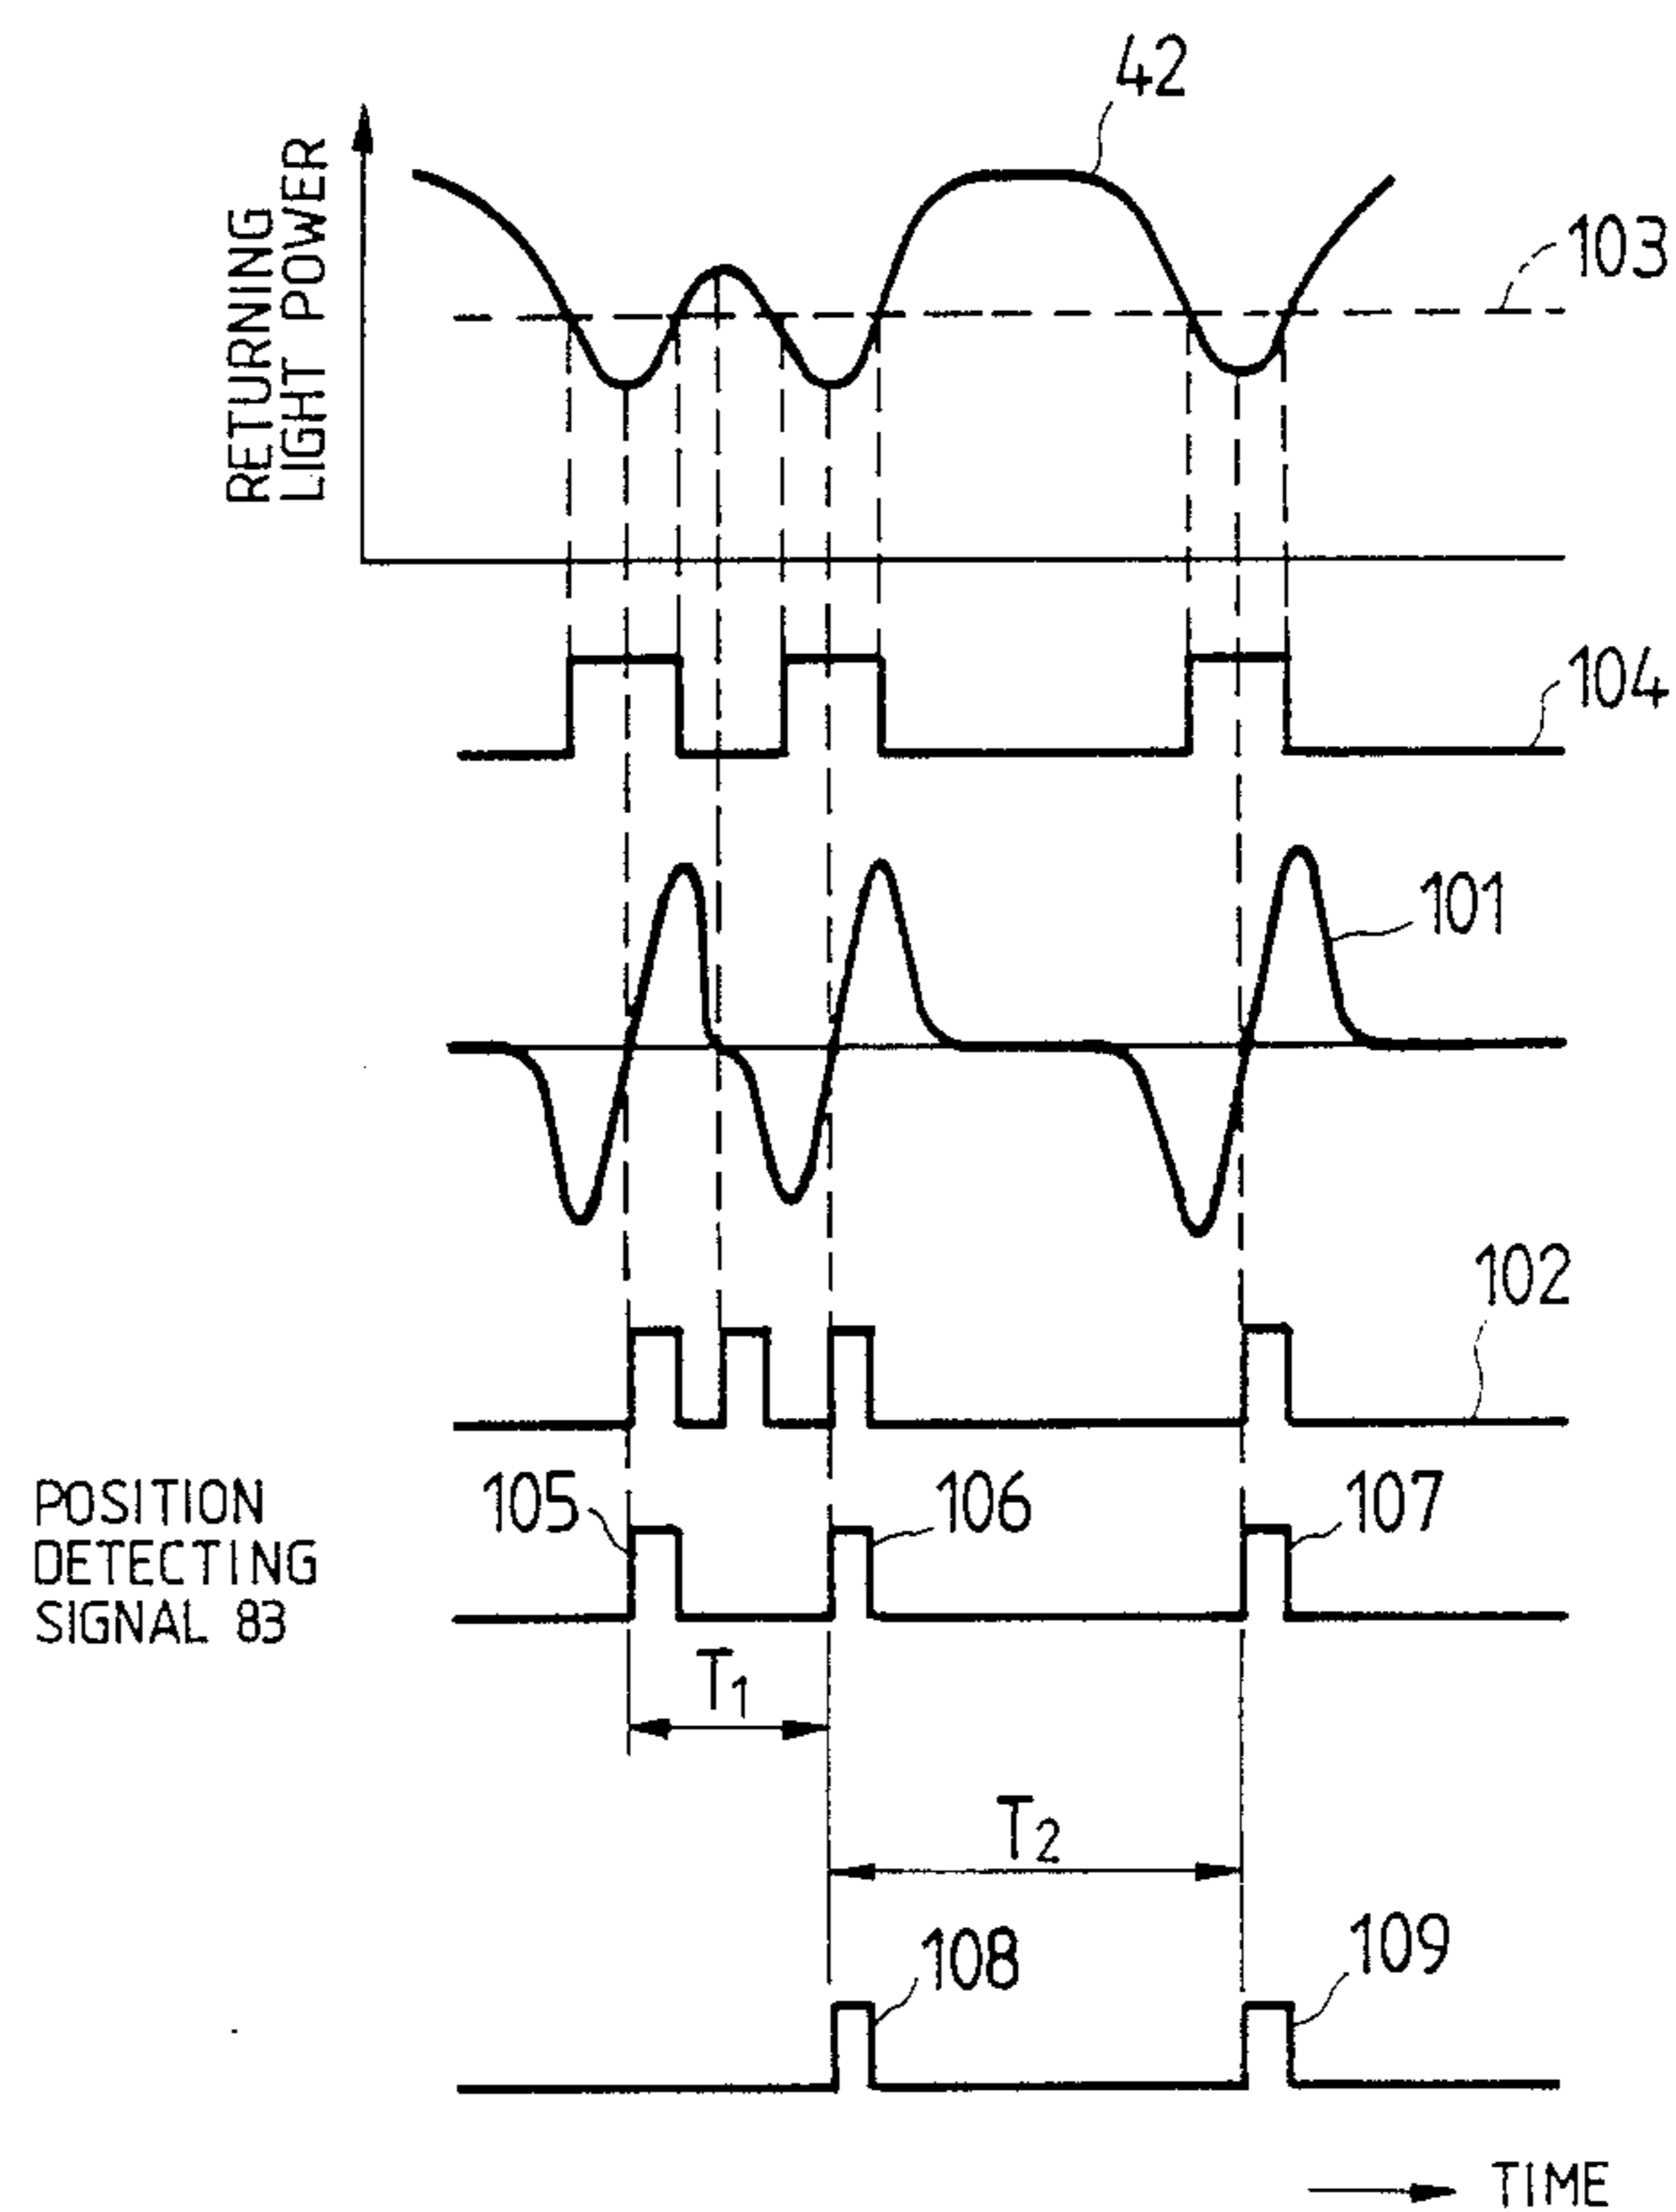 42
RETURNING
LIGHT POWER
103
104
101
102
POSITION
DETECTING
SIGNAL 83
105
106
107
T1
T2
108
109
TIME